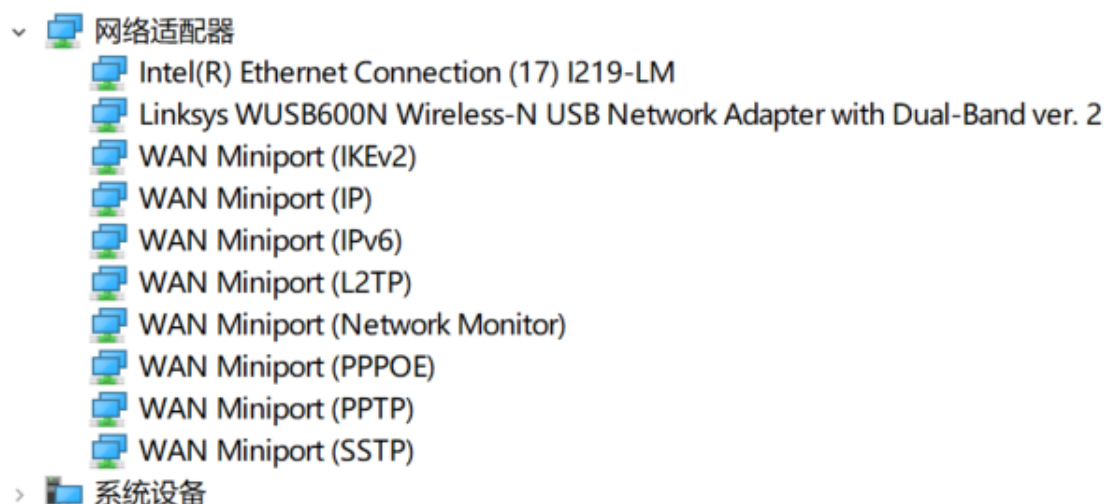 网络适配器
Intel(R) Ethernet Connection (17) I219-LM
Linksys WUSB600N Wireless-N USB Network Adapter with Dual-Band ver. 2
WAN Miniport (IKEv2)
WAN Miniport (IP)
WAN Miniport (IPv6)
WAN Miniport (L2TP)
WAN Miniport (Network Monitor)
WAN Miniport (PPPOE)
WAN Miniport (PPTP)
WAN Miniport (SSTP)
系统设备